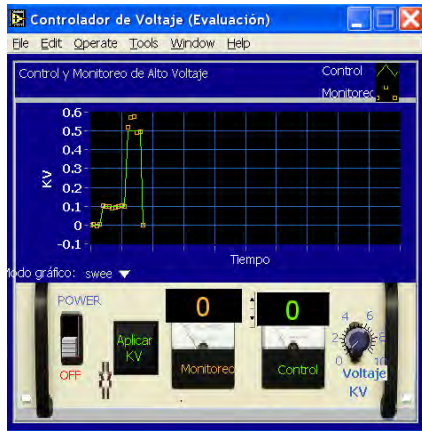 Controlador de Voltaje (Evaluación)
File Edit Operate Tools Window Help
Control y Monitoreo de Alto Voltaje
Control
Monitoreo
0.6
0.5
0.4
0.3
0.2
0.1
0
-0.1
KV
Tiempo
Modo gráfico: swee
POWER
OFF
Aplicar
KV
0
Monitoreo
0
Control
0 2 4 6 8 10
Voltaje
KV